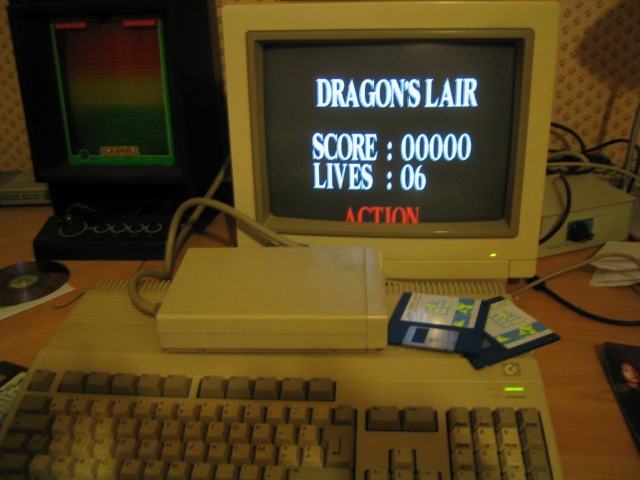 DRAGON'S LAIR
SCORE : 00000
LIVES : 06
ACTION